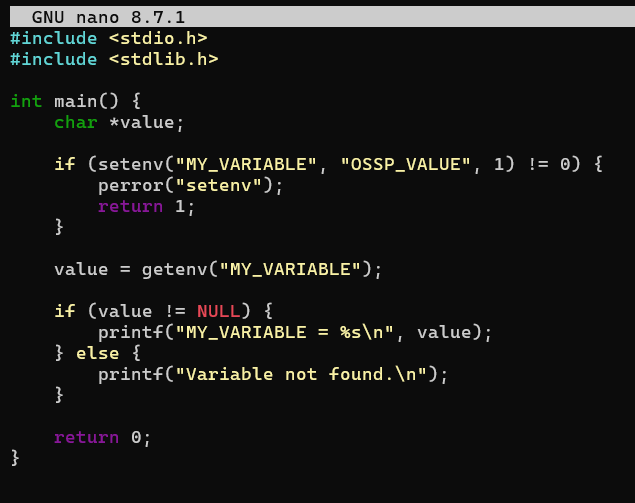 GNU nano 8.7.1
#include <stdio.h>
#include <stdlib.h>

int main() {
    char *value;

    if (setenv("MY_VARIABLE", "OSSP_VALUE", 1) != 0) {
        perror("setenv");
        return 1;
    }

    value = getenv("MY_VARIABLE");

    if (value != NULL) {
        printf("MY_VARIABLE = %s\n", value);
    } else {
        printf("Variable not found.\n");
    }

    return 0;
}